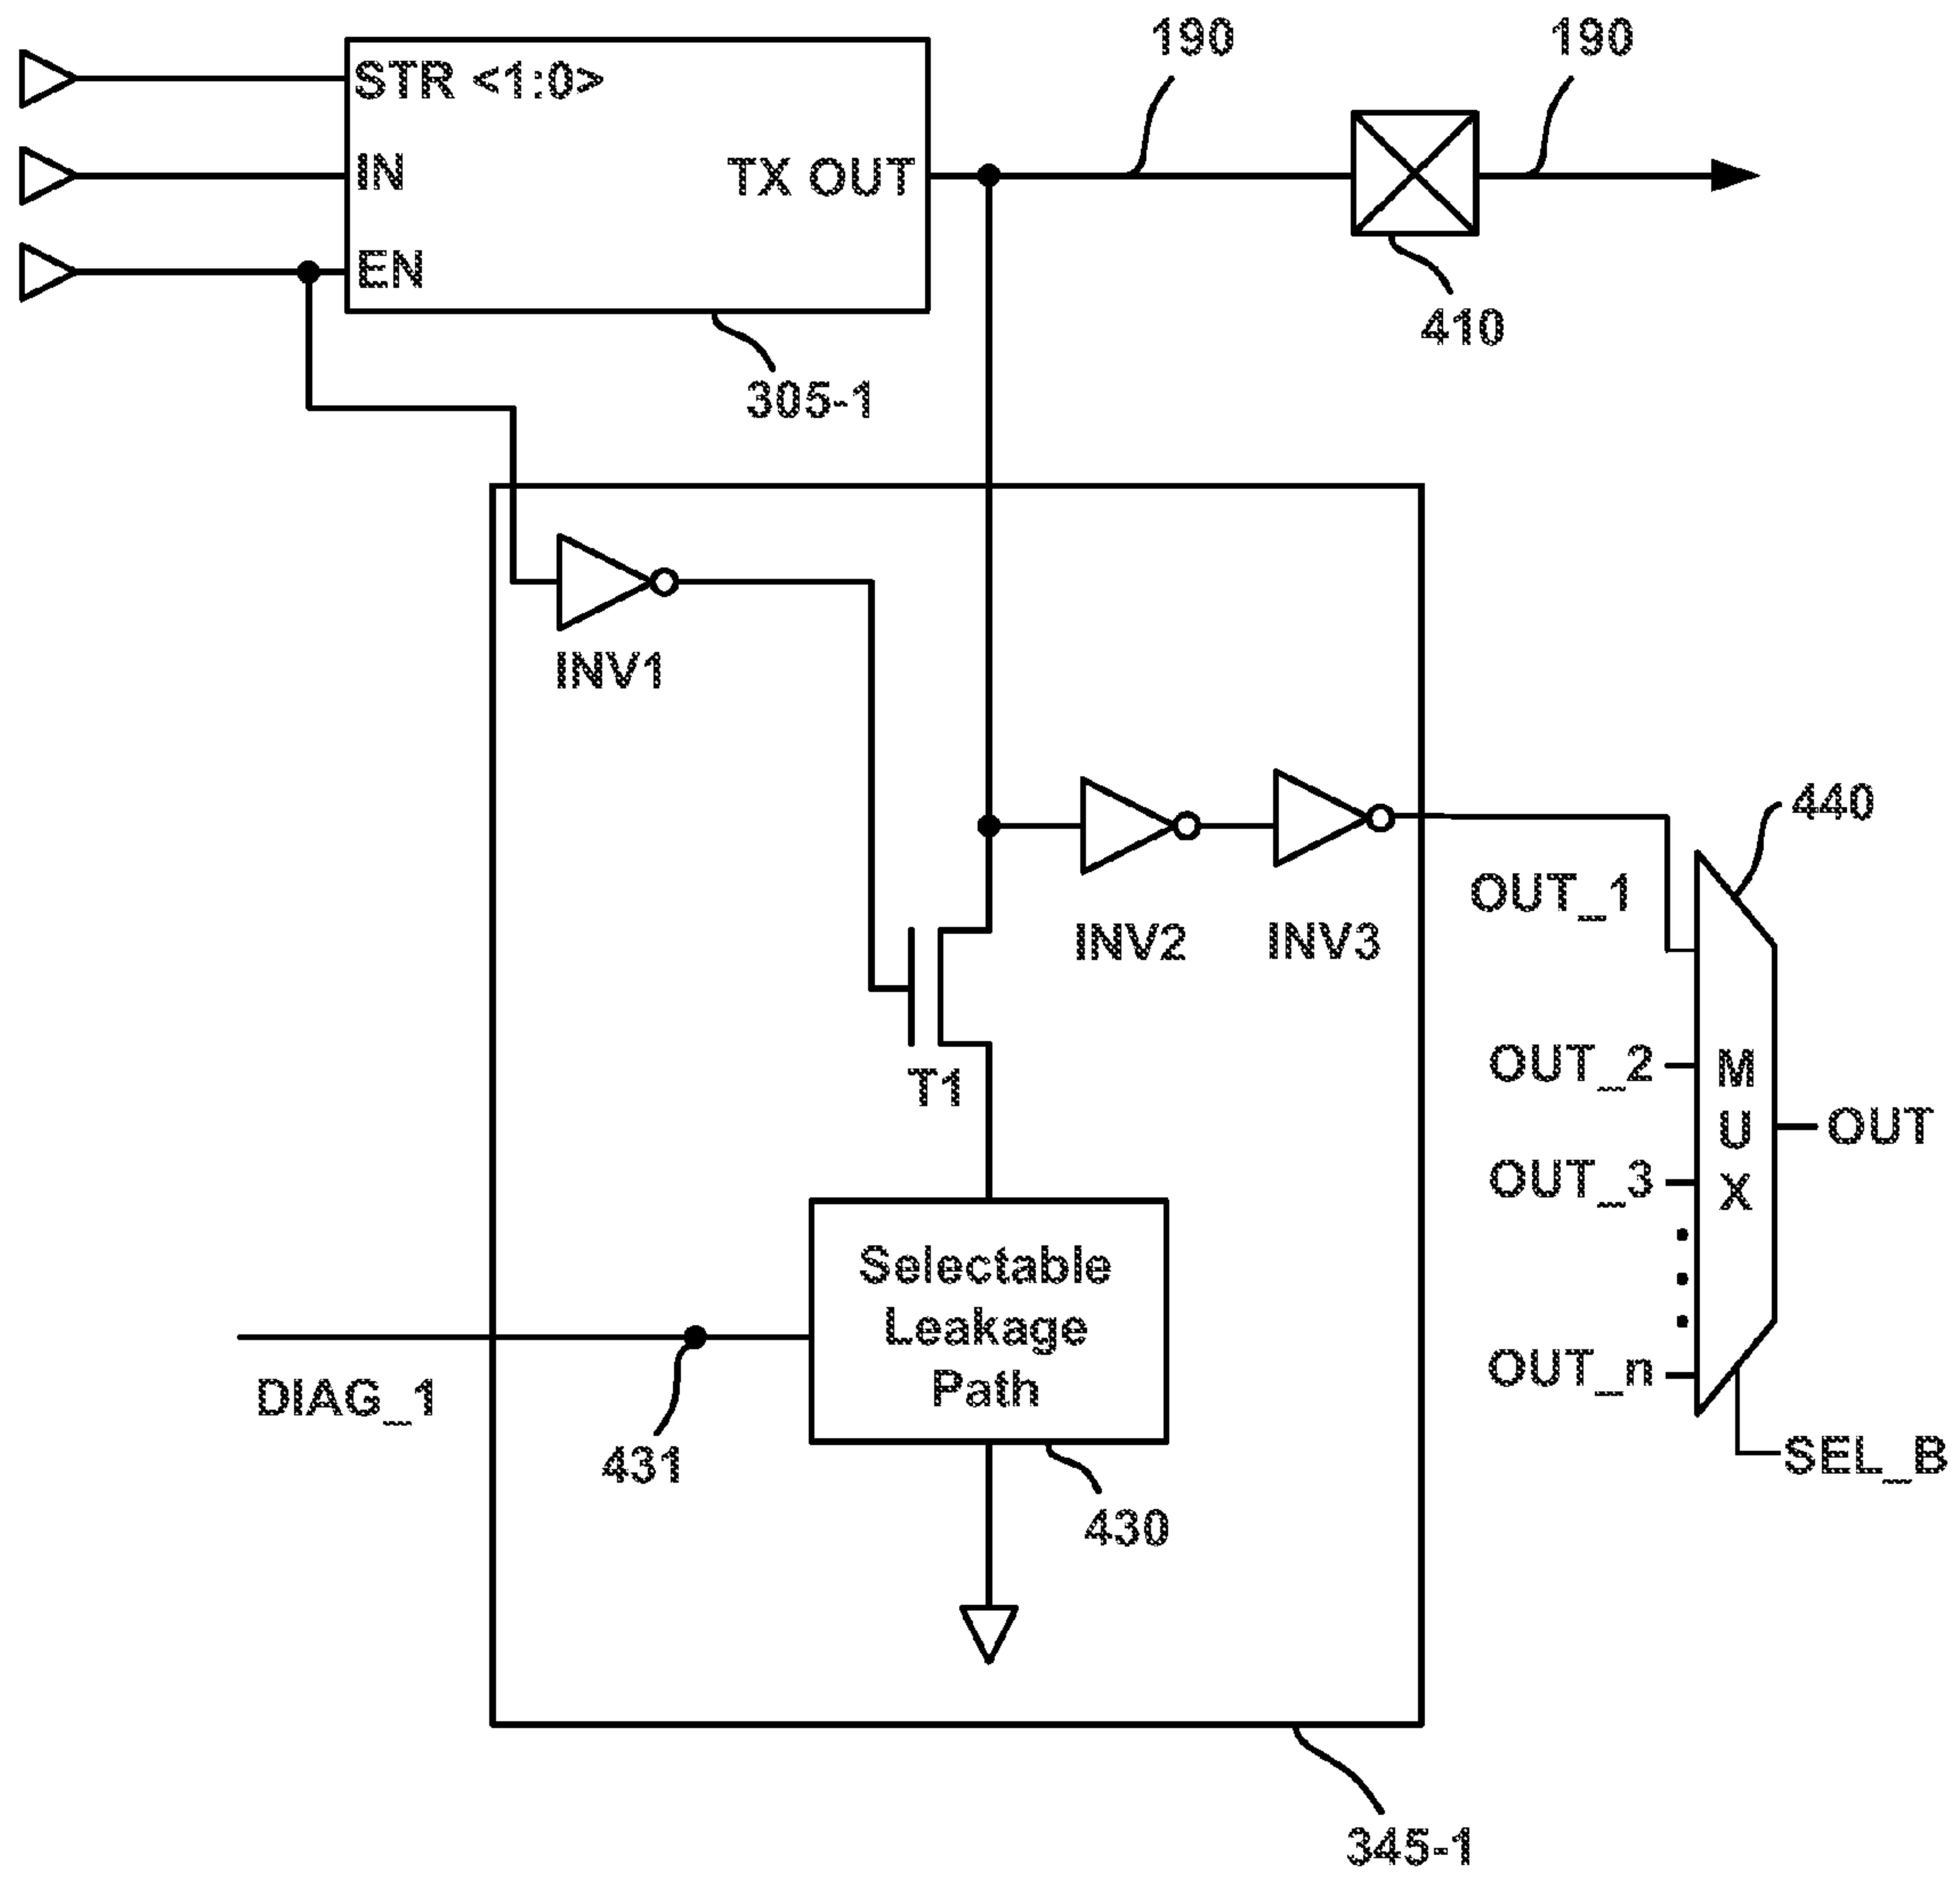 190
190
STR <1:0>
IN
TX OUT
EN
410
305-1
INV1
440
OUT_1
INV2
INV3
OUT_2
M
U
X
T1
OUT
OUT_3
Selectable
Leakage
Path
OUT_n
DIAG_1
431
SEL_B
430
345-1